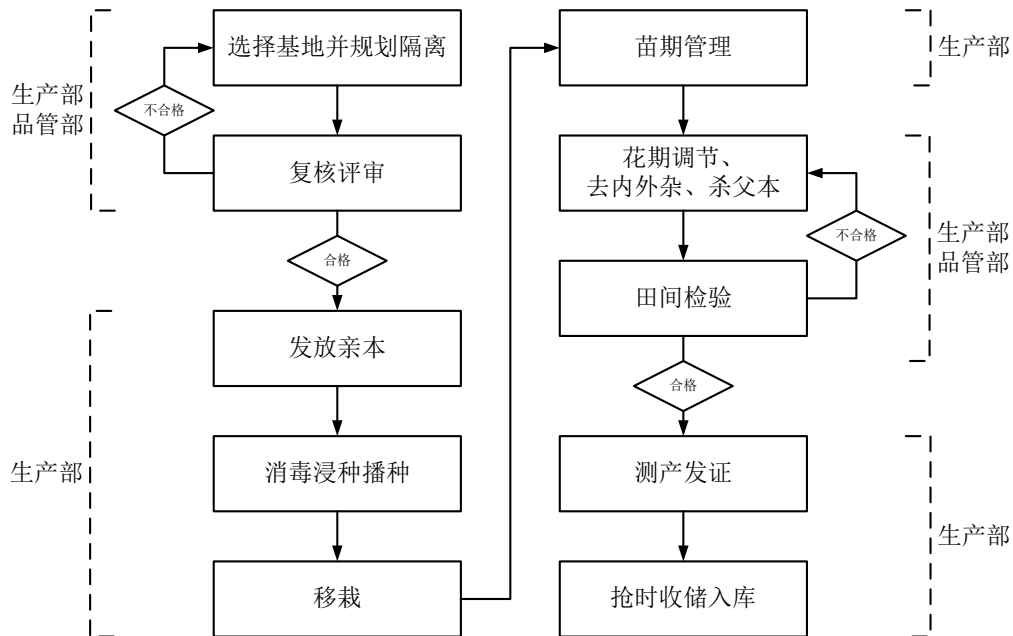 生产部
品管部
选择基地并规划隔离
不合格
复核评审
合格
生产部
发放亲本
消毒浸种播种
移栽
苗期管理
生产部
花期调节、
去内外杂、杀父本
不合格
生产部
品管部
田间检验
合格
测产发证
生产部
抢时收储入库